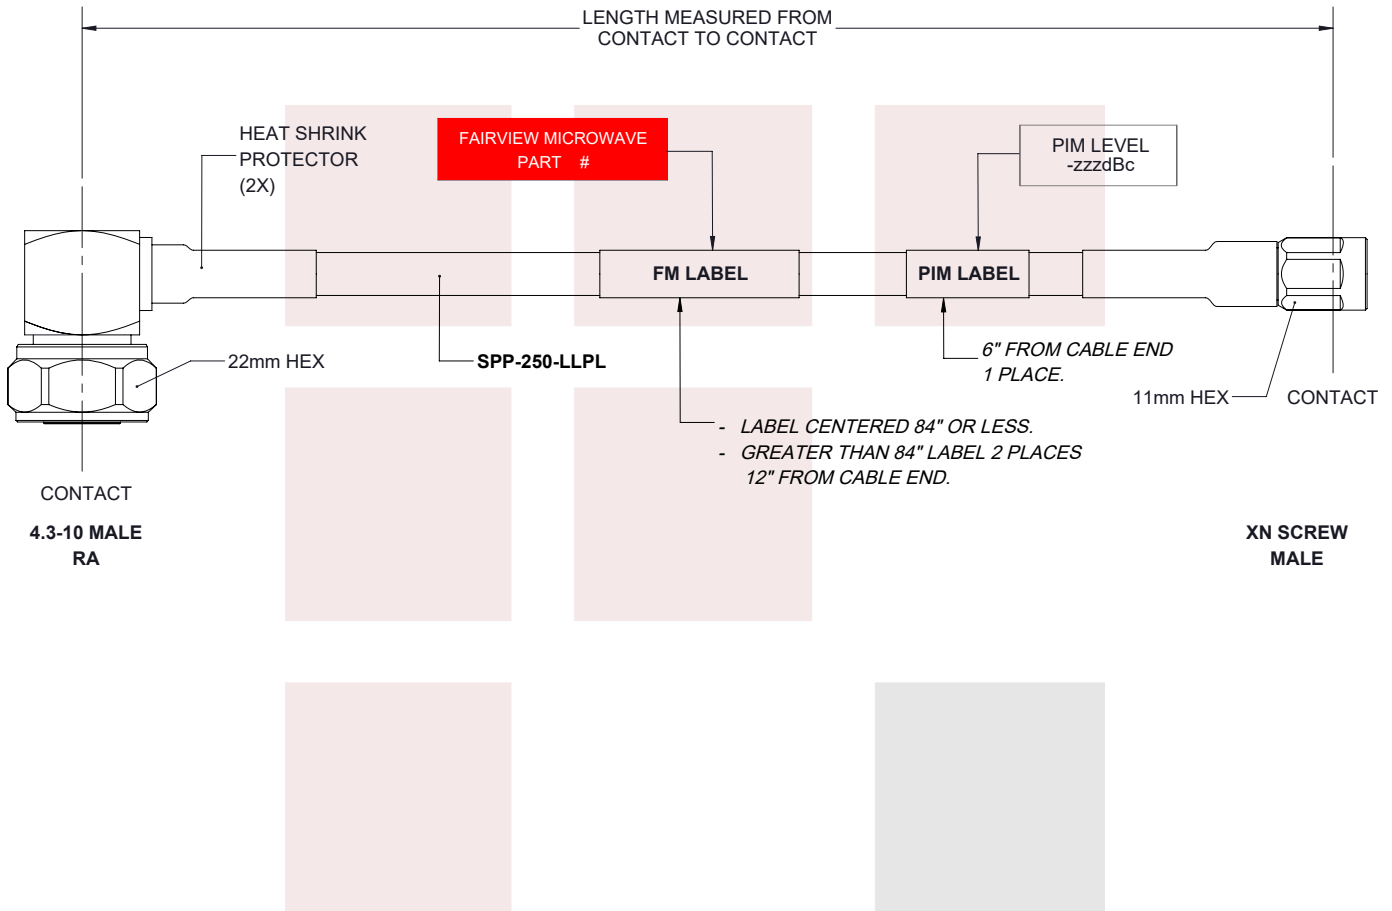 LENGTH MEASURED FROM
CONTACT TO CONTACT
HEAT SHRINK
PROTECTOR
(2X)
FAIRVIEW MICROWAVE
PART #
PIM LEVEL
-zzzdBc
FM LABEL
PIM LABEL
22mm HEX
SPP-250-LLPL
6" FROM CABLE END
1 PLACE.
11mm HEX
CONTACT
- LABEL CENTERED 84" OR LESS.
- GREATER THAN 84" LABEL 2 PLACES
12" FROM CABLE END.
CONTACT
4.3-10 MALE
RA
XN SCREW
MALE